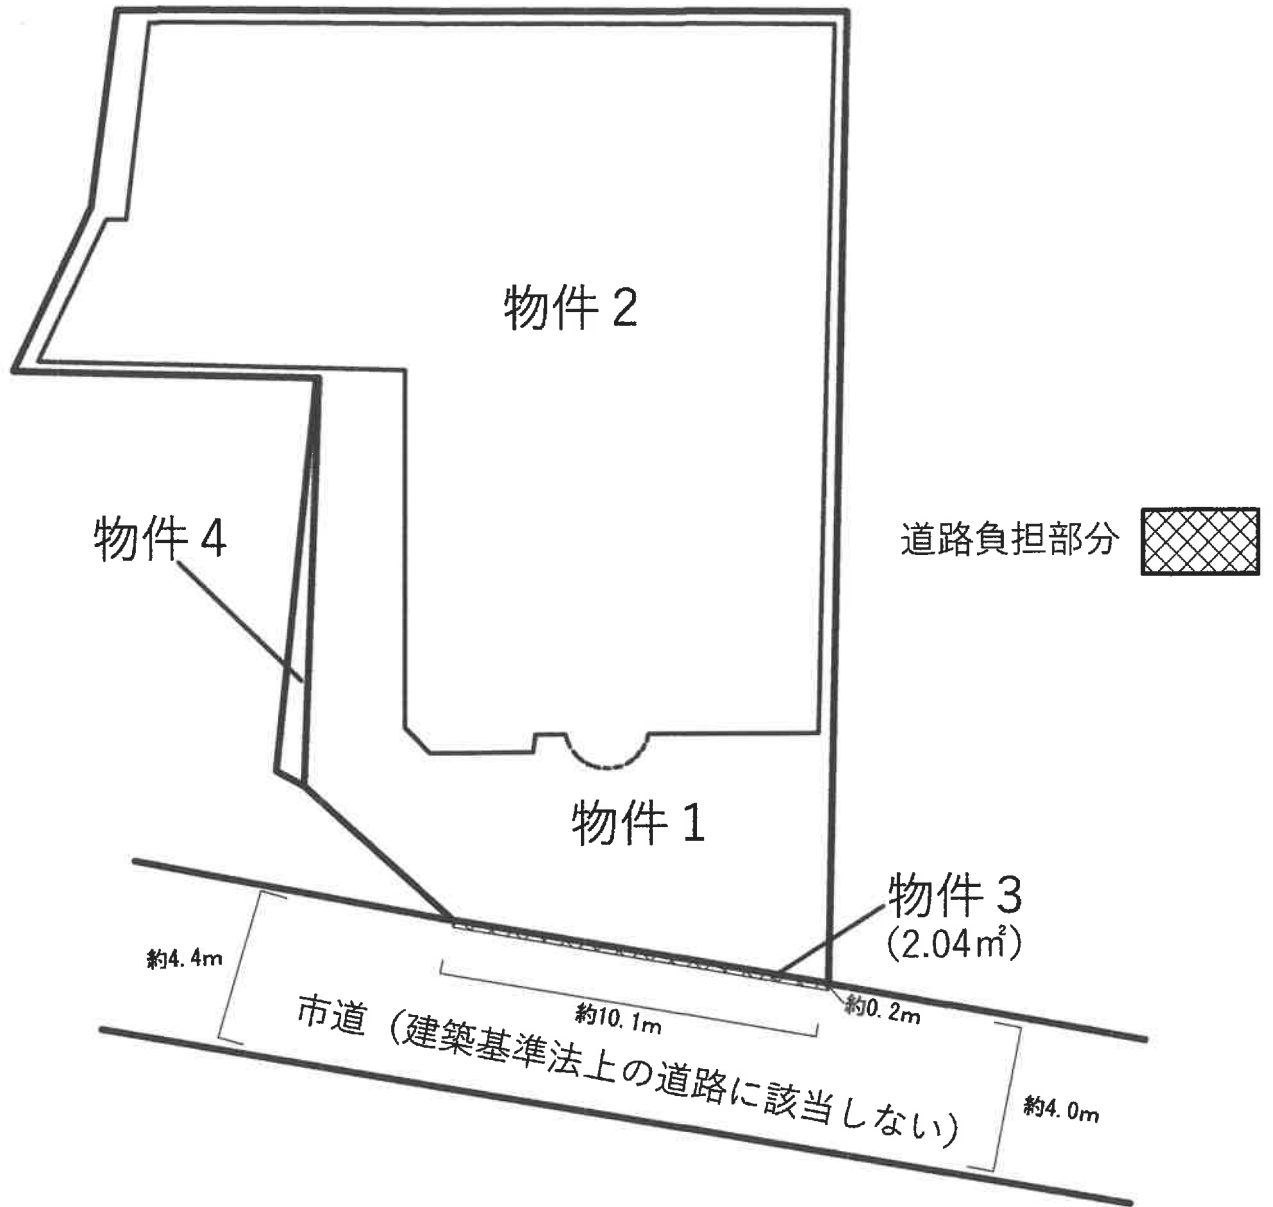 物件2
物件4
道路負担部分
物件1
物件3
(2.04㎡)
約4.4m
約0.2m
約10.1m
市道（建築基準法上の道路に該当しない）
約4.0m